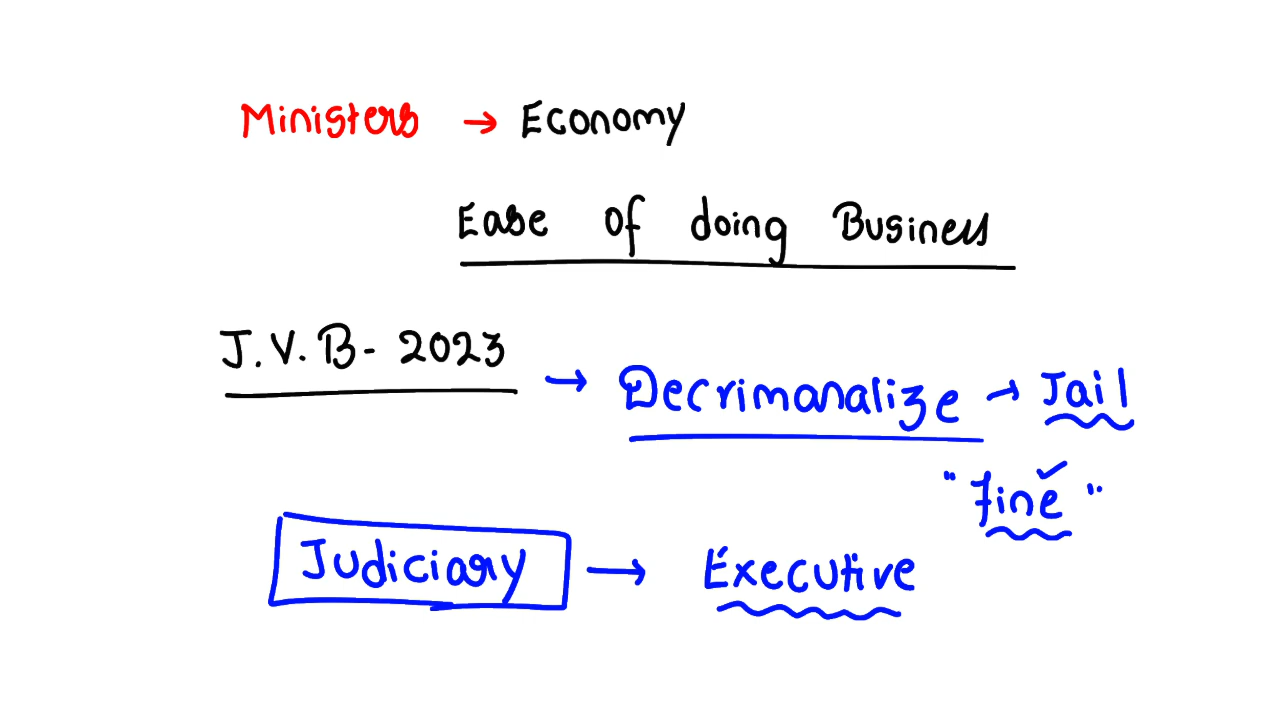 Ministers → Economy
Ease of doing Business
J.V.B- 2023 → Decrimanalize → Jail
"Fine"
Judiciary → Executive